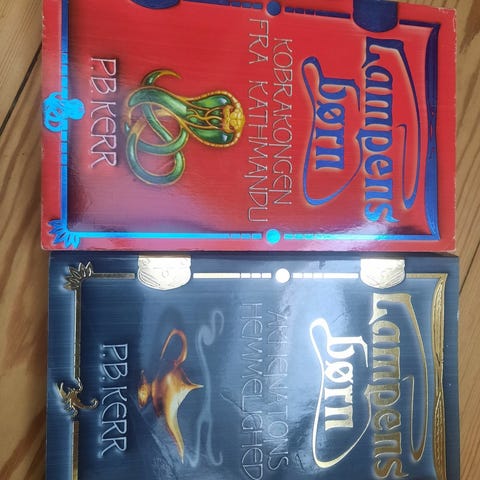 Lampens
børn
KOBRAKONGEN
FRA KATHMANDU
P.B. KERR
Lampens
børn
AKHENATONS
HEMMELIGHED
P.B. KERR